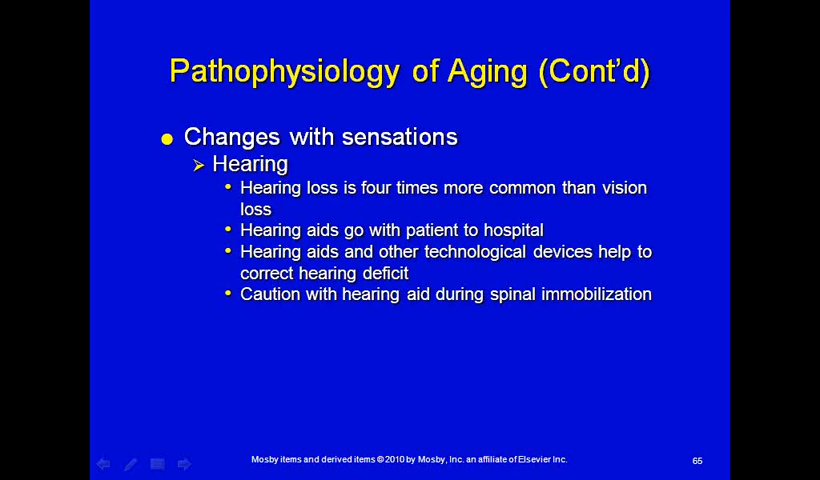 Pathophysiology of Aging (Cont'd)
Changes with sensations
Hearing
Hearing loss is four times more common than vision
loss
Hearing aids go with patient to hospital
Hearing aids and other technological devices help to
correct hearing deficit
Caution with hearing aid during spinal immobilization
Mosby items and derived items © 2010 by Mosby, Inc. an affiliate of Elsevier Inc.
65